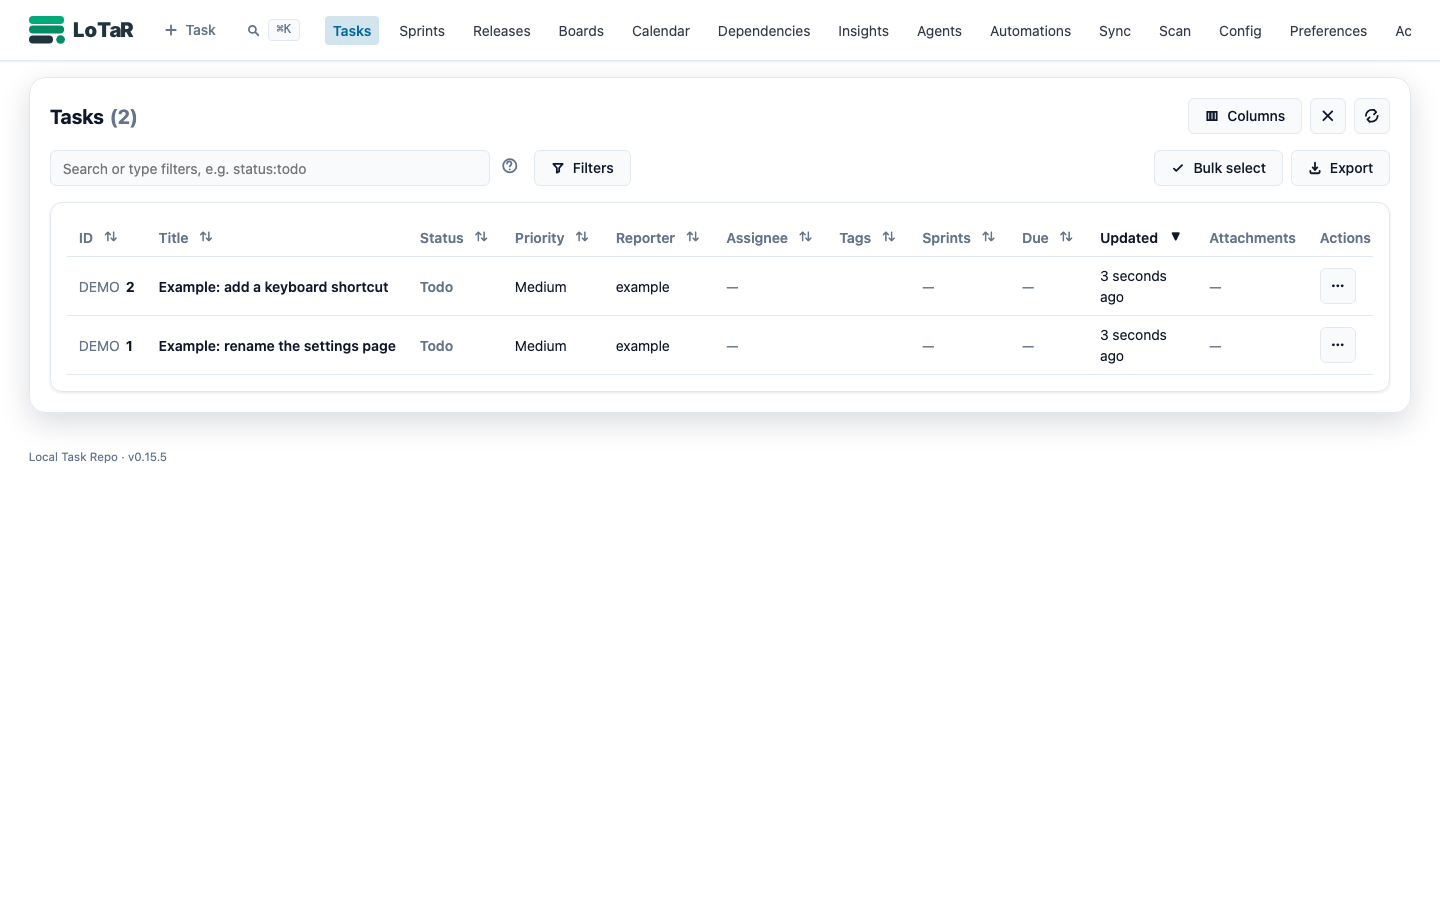 LoTaR
Task
⌘K
Tasks
Sprints
Releases
Boards
Calendar
Dependencies
Insights
Agents
Automations
Sync
Scan
Config
Preferences
Ac
Tasks (2)
Columns
Search or type filters, e.g. status:todo
Filters
Bulk select
Export
ID Title Status Priority Reporter Assignee Tags Sprints Due Updated Attachments Actions
DEMO 2 Example: add a keyboard shortcut Todo Medium example — — — 3 seconds ago — ...
DEMO 1 Example: rename the settings page Todo Medium example — — — 3 seconds ago — ...
Local Task Repo · v0.15.5